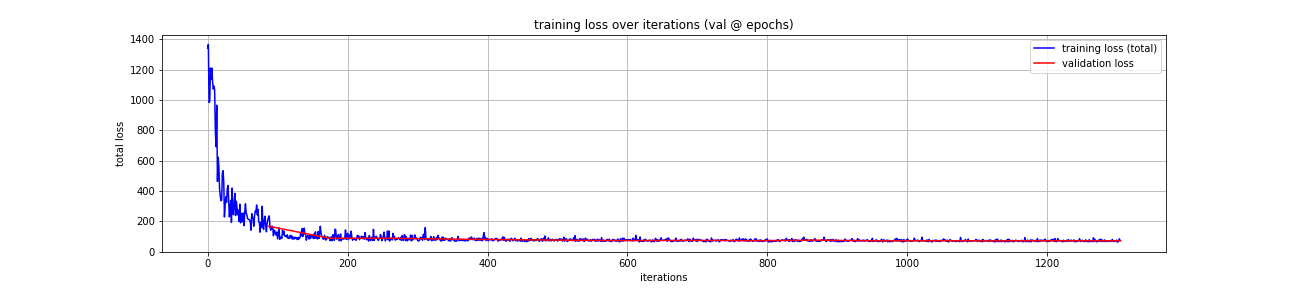 training loss over iterations (val @ epochs)
1400
1200
1000
800
600
400
200
0
total loss
training loss (total)
validation loss
0 200 400 600 800 1000 1200
iterations